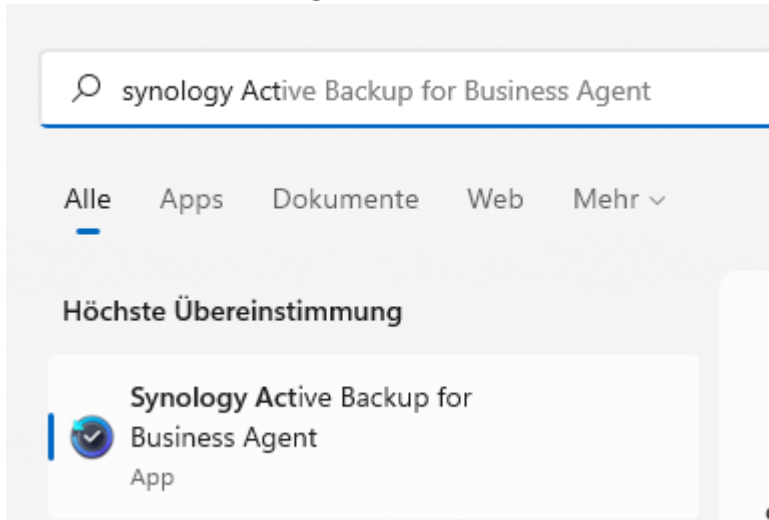 synology Active Backup for Business Agent
Alle Apps Dokumente Web Mehr
Höchste Übereinstimmung
Synology Active Backup for
Business Agent
App